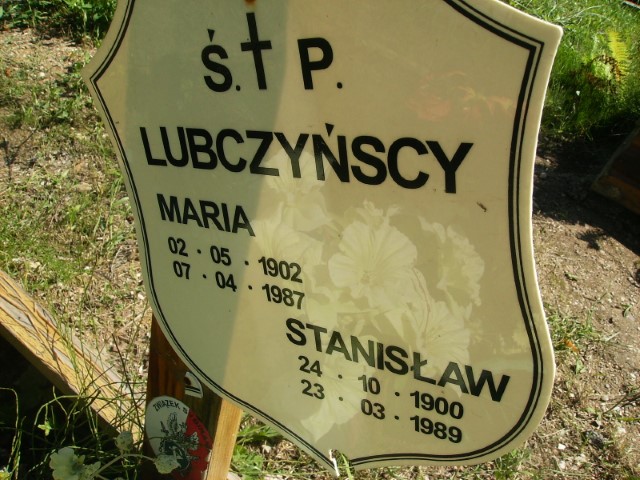 Ś. P.
LUBCZYŃSCY
MARIA
02 · 05 · 1902
07 · 04 · 1987
STANISŁAW
24 · 10 · 1900
23 · 03 · 1989